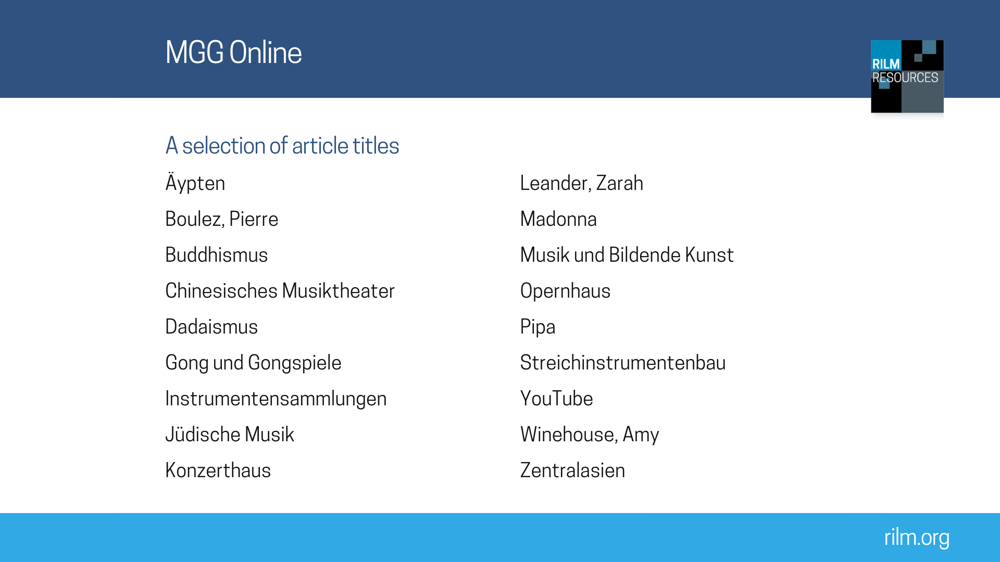 MGG Online
RILM
RESOURCES
A selection of article titles
Äypten
Boulez, Pierre
Buddhismus
Chinesisches Musiktheater
Dadaismus
Gong und Gongspiele
Instrumentensammlungen
Jüdische Musik
Konzerthaus
Leander, Zarah
Madonna
Musik und Bildende Kunst
Opernhaus
Pipa
Streichinstrumentenbau
YouTube
Winehouse, Amy
Zentralasien
rilm.org